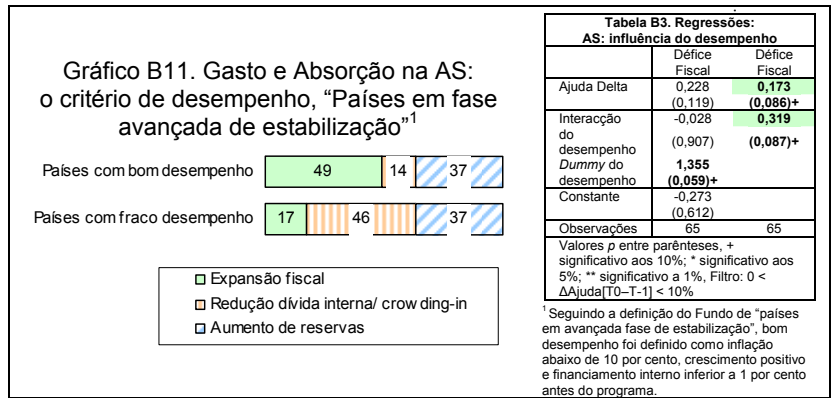 Gráfico B11. Gasto e Absorção na AS:
o critério de desempenho, “Países em fase
avançada de estabilização”1
Países com bom desempenho 49 14 37
Países com fraco desempenho 17 46 37
Expansão fiscal
Redução dívida interna/ crowding-in
Aumento de reservas
Tabela B3. Regressões:
AS: influência do desempenho
Défice Défice
Fiscal Fiscal
Ajuda Delta 0,228 0,173
(0,119) (0,086)+
Interacção -0,028 0,319
do
desempenho (0,907) (0,087)+
Dummy do 1,355
desempenho (0,059)+
Constante -0,273
(0,612)
Observações 65 65
Valores p entre parênteses, +
significativo aos 10%; * significativo aos
5%; ** significativo a 1%, Filtro: 0 <
ΔAjuda[T0–T-1] < 10%
1 Seguindo a definição do Fundo de “países
em avançada fase de estabilização”, bom
desempenho foi definido como inflação
abaixo de 10 por cento, crescimento positivo
e financiamento interno inferior a 1 por cento
antes do programa.